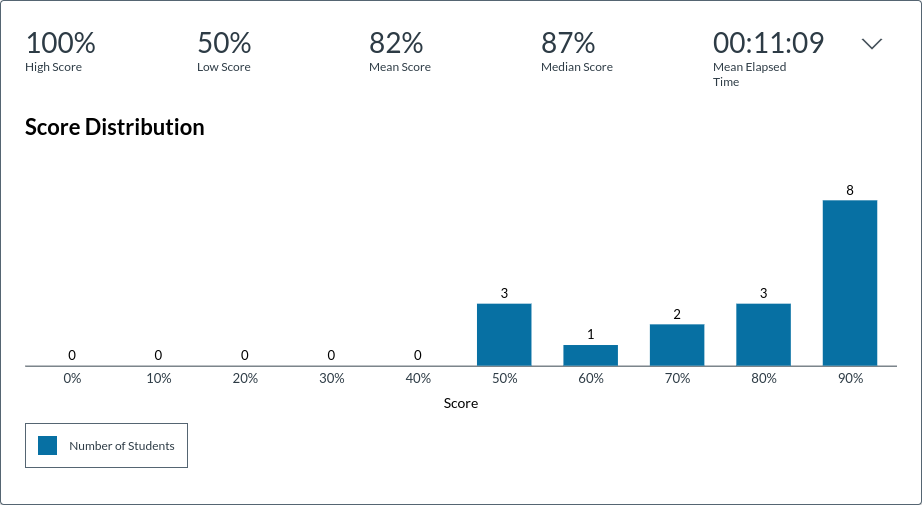 100% 50% 82% 87% 00:11:09
High Score Low Score Mean Score Median Score Mean Elapsed
Time
Score Distribution
8
3 3
2
1
0 0 0 0 0
0% 10% 20% 30% 40% 50% 60% 70% 80% 90%
Score
Number of Students